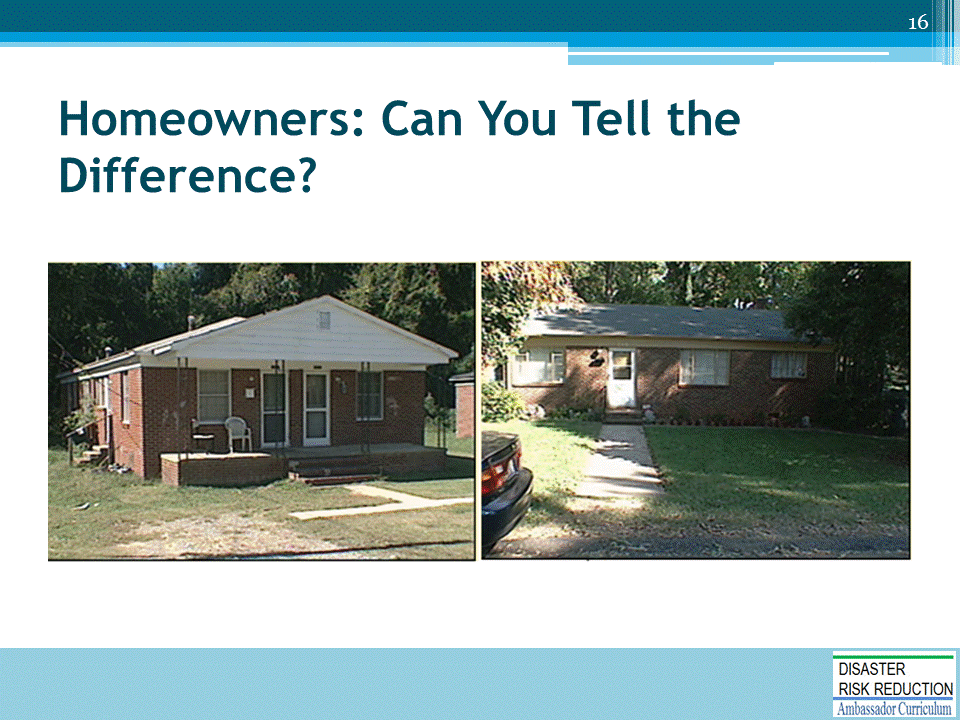 16
Homeowners: Can You Tell the
Difference?
DISASTER
RISK REDUCTION
Ambassador Curriculum